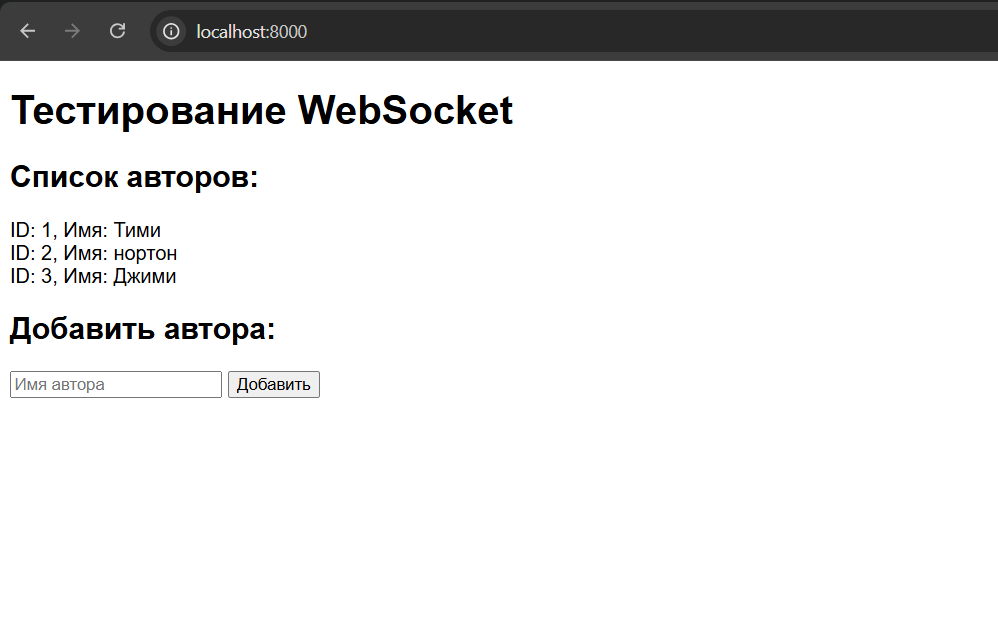 localhost:8000
Тестирование WebSocket
Список авторов:
ID: 1, Имя: Тими
ID: 2, Имя: нортон
ID: 3, Имя: Джими
Добавить автора:
Имя автора Добавить